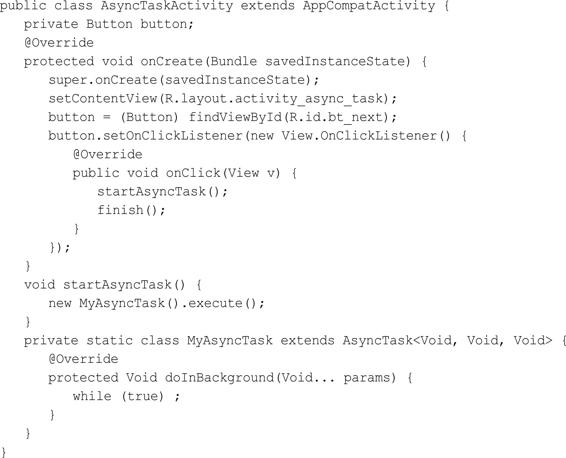 public class AsyncTaskActivity extends AppCompatActivity {
   private Button button;
   @Override
   protected void onCreate(Bundle savedInstanceState) {
      super.onCreate(savedInstanceState);
      setContentView(R.layout.activity_async_task);
      button = (Button) findViewById(R.id.bt_next);
      button.setOnClickListener(new View.OnClickListener() {
         @Override
         public void onClick(View v) {
            startAsyncTask();
            finish();
         }
      });
   }
   void startAsyncTask() {
      new MyAsyncTask().execute();
   }
   private static class MyAsyncTask extends AsyncTask<Void, Void, Void> {
      @Override
      protected Void doInBackground(Void... params) {
         while (true) ;
      }
   }
}